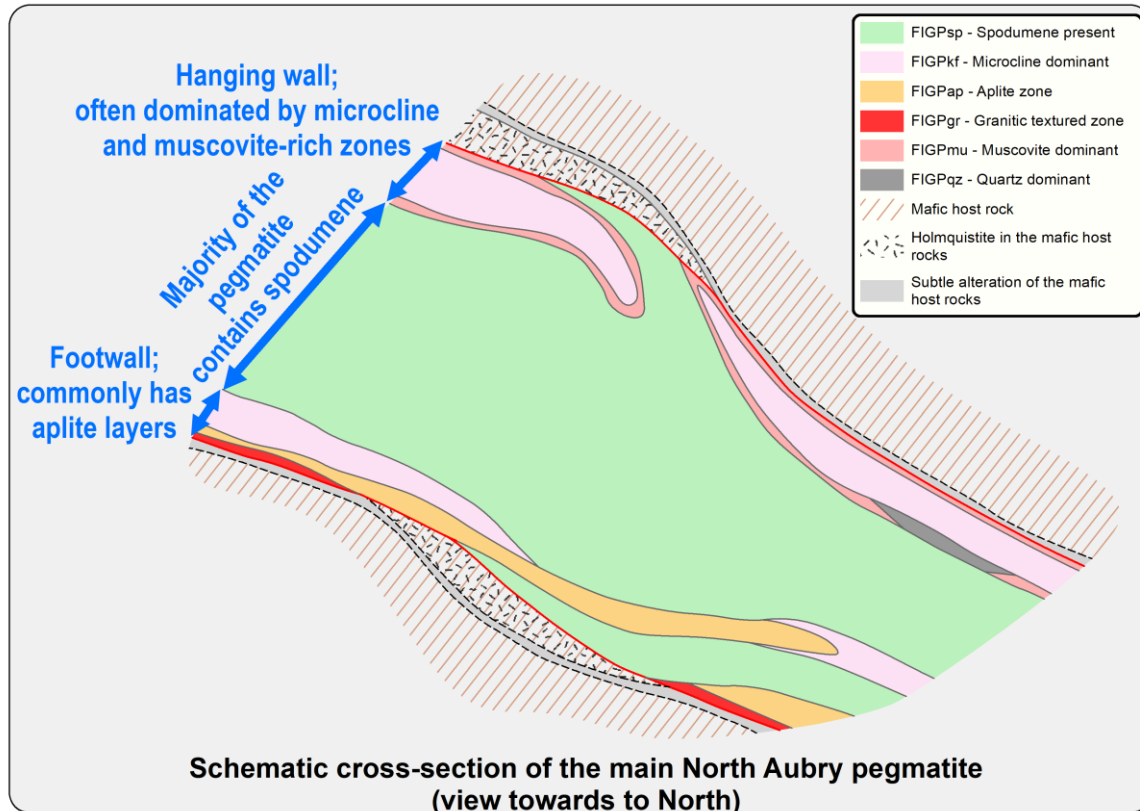 Hanging wall;
often dominated by microcline
and muscovite-rich zones
Majority of the
pegmatite
contains spodumene
Footwall;
commonly has
aplite layers
FIGPsp - Spodumene present
FIGPkf - Microcline dominant
FIGPap - Aplite zone
FIGPgr - Granitic textured zone
FIGPmu - Muscovite dominant
FIGPqz - Quartz dominant
Mafic host rock
Holmquistite in the mafic host
rocks
Subtle alteration of the mafic
host rocks
Schematic cross-section of the main North Aubry pegmatite
(view towards to North)